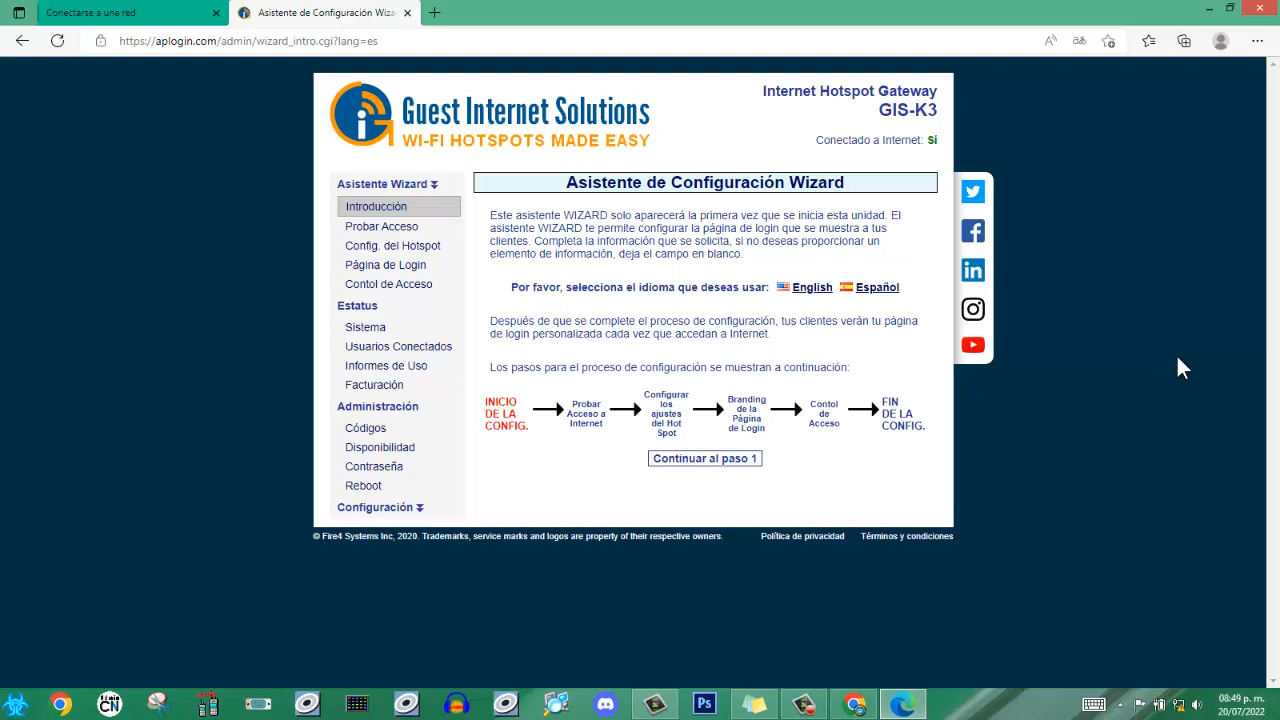 Conectarse a una red
Asistente de Configuración Wiza
https://aplogin.com/admin/wizard_intro.cgi?lang=es
Guest Internet Solutions
WI-FI HOTSPOTS MADE EASY
Internet Hotspot Gateway
GIS-K3
Conectado a Internet: Sí
Asistente Wizard
Introducción
Probar Acceso
Config. del Hotspot
Página de Login
Contol de Acceso
Estatus
Sistema
Usuarios Conectados
Informes de Uso
Facturación
Administración
Códigos
Disponibilidad
Contraseña
Reboot
Configuración
Asistente de Configuración Wizard
Este asistente WIZARD solo aparecerá la primera vez que se inicia esta unidad. El
asistente WIZARD te permite configurar la página de login que se muestra a tus
clientes. Completa la información que se solicita, si no deseas proporcionar un
elemento de información, deja el campo en blanco.
Por favor, selecciona el idioma que deseas usar: English Español
Después de que se complete el proceso de configuración, tus clientes verán tu página
de login personalizada cada vez que accedan a Internet.
Los pasos para el proceso de configuración se muestran a continuación:
INICIO
DE LA
CONFIG.
Probar
Acceso a
Internet
Configurar
los
ajustes
del Hot
Spot
Branding
de la
Página
de Login
Contol
de
Acceso
FIN
DE LA
CONFIG.
Continuar al paso 1
© Fire4 Systems Inc, 2020. Trademarks, service marks and logos are property of their respective owners.
Política de privacidad
Términos y condiciones
CN
Ps
08:49 p. m.
20/07/2022